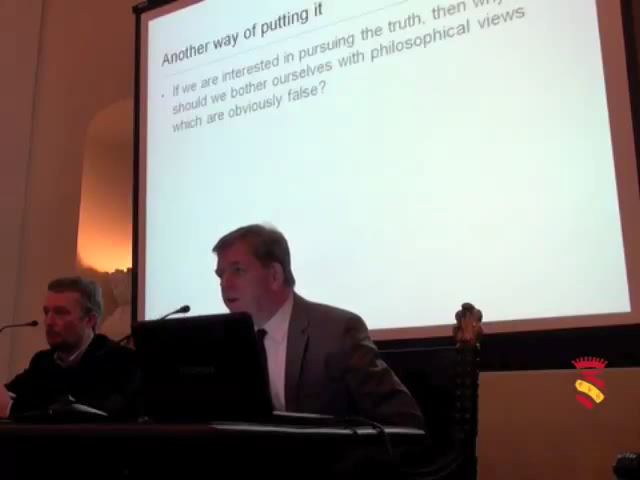 Another way of putting it
• If we are interested in pursuing the truth, then why
should we bother ourselves with philosophical views
which are obviously false?
TOSHIBA